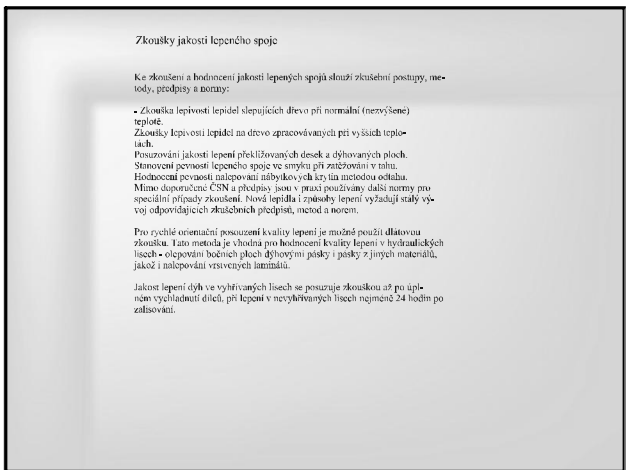 Zkoušky jakosti lepeného spoje
Ke zkoušení a hodnocení jakosti lepených spojů slouží zkušební postupy, me-
tody, předpisy a normy:
- Zkouška lepivosti lepidel slepujících dřevo při normální (nezvýšené)
teplotě.
Zkoušky lepivosti lepidel na dřevo zpracovávaných při vyšších teplo-
tách.
Posuzování jakosti lepení překližovaných desek a dýhovaných ploch.
Stanovení pevnosti lepeného spoje ve smyku při zatěžování v tahu.
Hodnocení pevnosti nalepování nábytkových krytin metodou odtahu.
Mimo doporučené ČSN a předpisy jsou v praxi používány další normy pro
speciální případy zkoušení. Nová lepidla i způsoby lepení vyžadují stálý vý-
voj odpovídajících zkušebních předpisů, metod a norem.
Pro rychlé orientační posouzení kvality lepení je možné použít dlátovou
zkoušku. Tato metoda je vhodná pro hodnocení kvality lepení v hydraulických
lisech - olepování bočních ploch dýhovými pásky i pásky z jiných materiálů,
jakož i nalepování vrstvených laminátů.
Jakost lepení dýh ve vyhřívaných lisech se posuzuje zkouškou až po úpl-
ném vychladnutí dílců, při lepení v nevyhřívaných lisech nejméně 24 hodin po
zalisování.